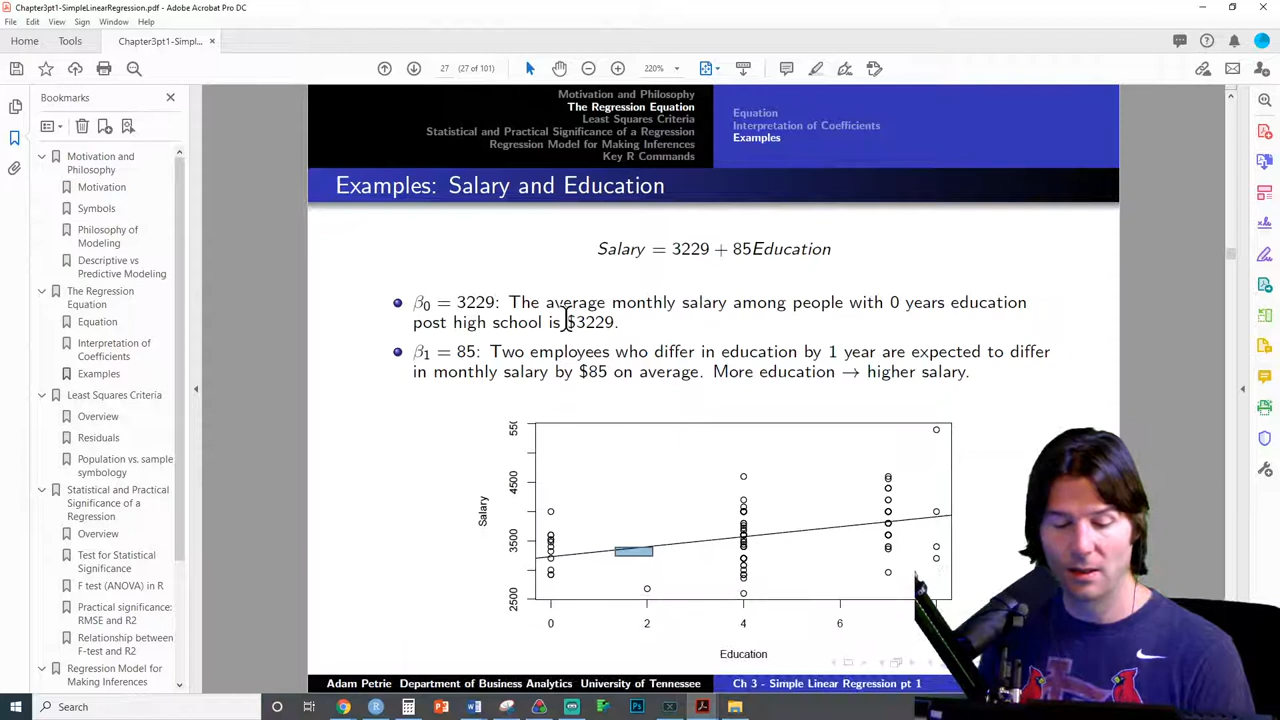 Chapter3pt1-SimpleLinearRegression.pdf - Adobe Acrobat Pro DC
File Edit View Sign Window Help
Home Tools Chapter3pt1-Simpl... ×
27 (27 of 101) 220%
Bookmarks
Motivation and Philosophy
Motivation
Symbols
Philosophy of Modeling
Descriptive vs Predictive Modeling
The Regression Equation
Equation
Interpretation of Coefficients
Examples
Least Squares Criteria
Overview
Residuals
Population vs. sample symbology
Statistical and Practical Significance of a Regression
Overview
Test for Statistical Significance
F test (ANOVA) in R
Practical significance: RMSE and R2
Relationship between F-test and R2
Regression Model for Making Inferences
Motivation and Philosophy
The Regression Equation
Least Squares Criteria
Statistical and Practical Significance of a Regression
Regression Model for Making Inferences
Key R Commands
Equation
Interpretation of Coefficients
Examples
Examples: Salary and Education
Salary = 3229 + 85Education
β0 = 3229: The average monthly salary among people with 0 years education
post high school is $3229.
β1 = 85: Two employees who differ in education by 1 year are expected to differ
in monthly salary by $85 on average. More education → higher salary.
Salary
4500
3500
2500
0 2 4 6
Education
Adam Petrie Department of Business Analytics University of Tennessee
Ch 3 - Simple Linear Regression pt 1
Search